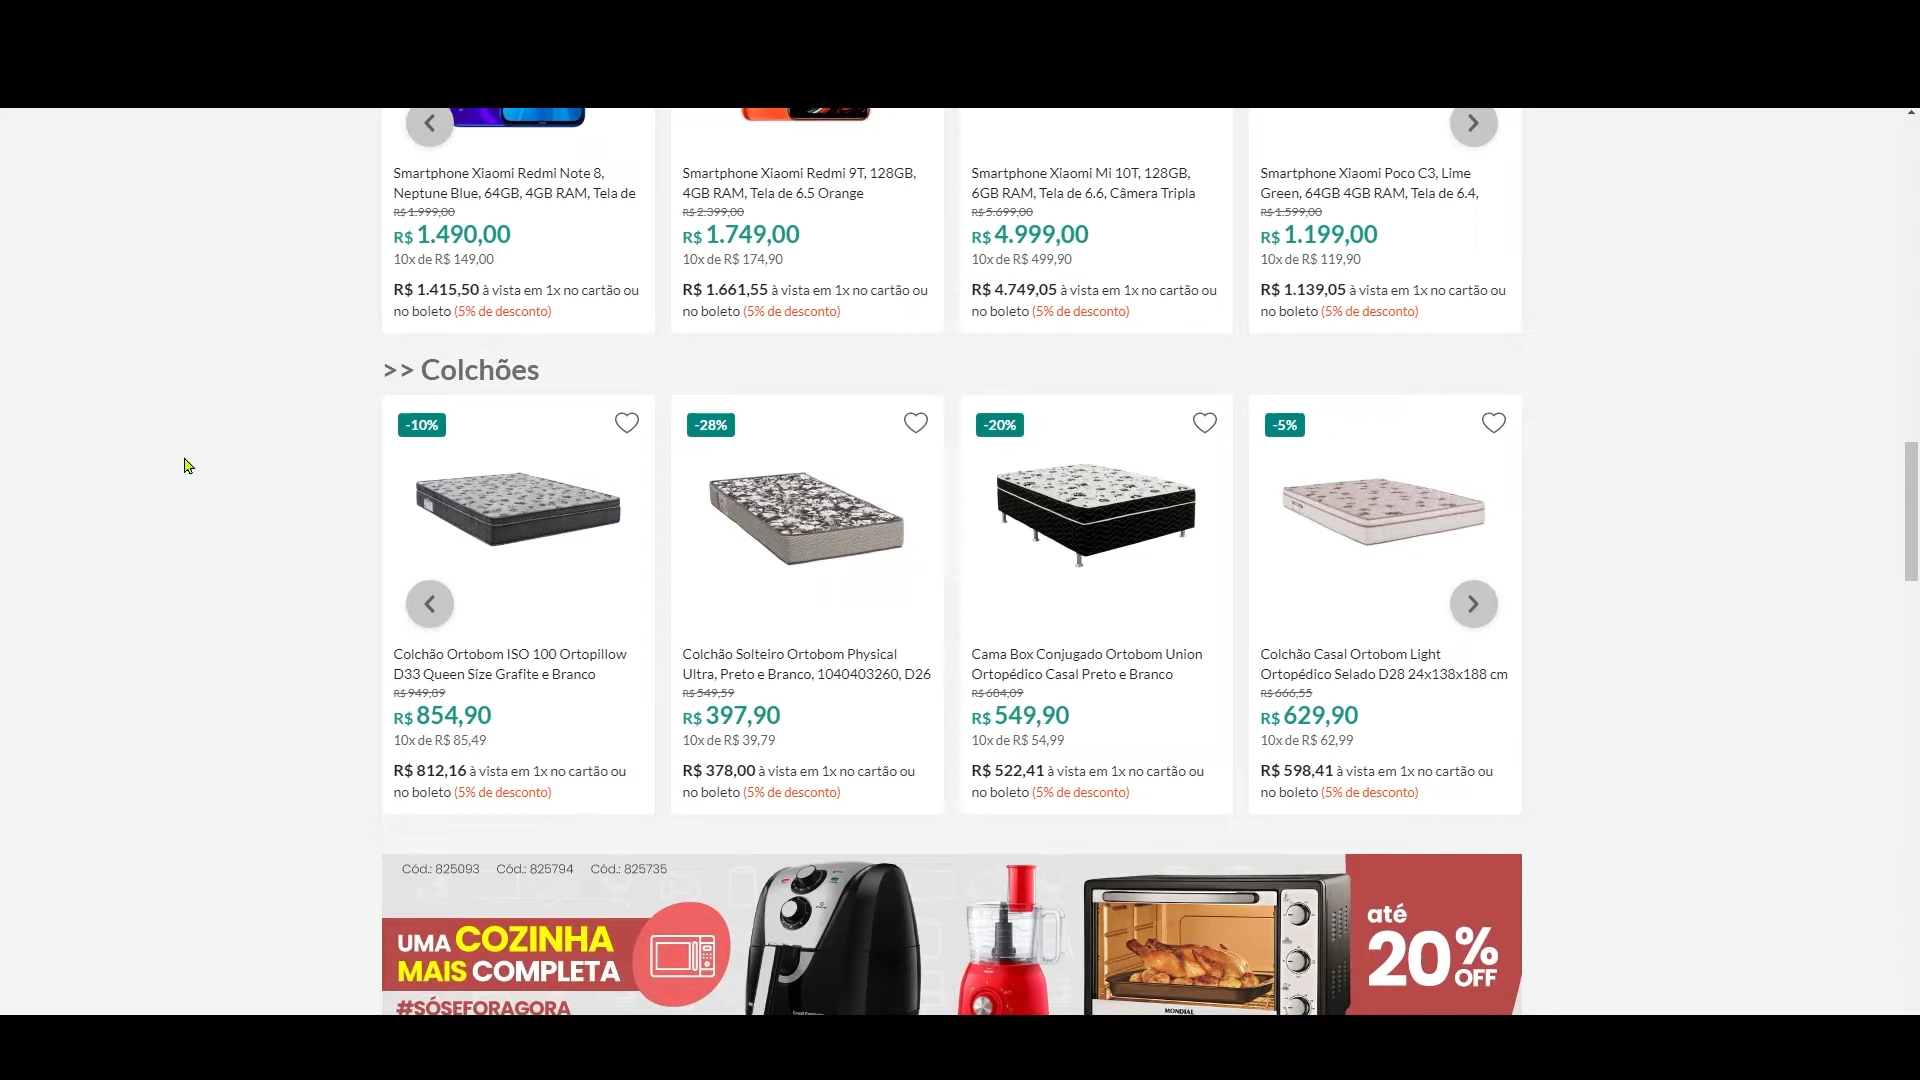 Smartphone Xiaomi Redmi Note 8,
Neptune Blue, 64GB, 4GB RAM, Tela de
R$ 1.999,00
R$ 1.490,00
10x de R$ 149,00
R$ 1.415,50 à vista em 1x no cartão ou
no boleto (5% de desconto)
Smartphone Xiaomi Redmi 9T, 128GB,
4GB RAM, Tela de 6.5 Orange
R$ 2.399,00
R$ 1.749,00
10x de R$ 174,90
R$ 1.661,55 à vista em 1x no cartão ou
no boleto (5% de desconto)
Smartphone Xiaomi Mi 10T, 128GB,
6GB RAM, Tela de 6.6, Câmera Tripla
R$ 5.699,00
R$ 4.999,00
10x de R$ 499,90
R$ 4.749,05 à vista em 1x no cartão ou
no boleto (5% de desconto)
Smartphone Xiaomi Poco C3, Lime
Green, 64GB 4GB RAM, Tela de 6.4,
R$ 1.599,00
R$ 1.199,00
10x de R$ 119,90
R$ 1.139,05 à vista em 1x no cartão ou
no boleto (5% de desconto)
>> Colchões
-10%
Colchão Ortobom ISO 100 Ortopillow
D33 Queen Size Grafite e Branco
R$ 949,89
R$ 854,90
10x de R$ 85,49
R$ 812,16 à vista em 1x no cartão ou
no boleto (5% de desconto)
-28%
Colchão Solteiro Ortobom Physical
Ultra, Preto e Branco, 1040403260, D26
R$ 549,59
R$ 397,90
10x de R$ 39,79
R$ 378,00 à vista em 1x no cartão ou
no boleto (5% de desconto)
-20%
Cama Box Conjugado Ortobom Union
Ortopédico Casal Preto e Branco
R$ 684,09
R$ 549,90
10x de R$ 54,99
R$ 522,41 à vista em 1x no cartão ou
no boleto (5% de desconto)
-5%
Colchão Casal Ortobom Light
Ortopédico Selado D28 24x138x188 cm
R$ 666,55
R$ 629,90
10x de R$ 62,99
R$ 598,41 à vista em 1x no cartão ou
no boleto (5% de desconto)
Cód.: 825093 Cód.: 825794 Cód.: 825735
UMA COZINHA
MAIS COMPLETA
#SÓSEFORAGORA
MONDIAL
até
20%
OFF